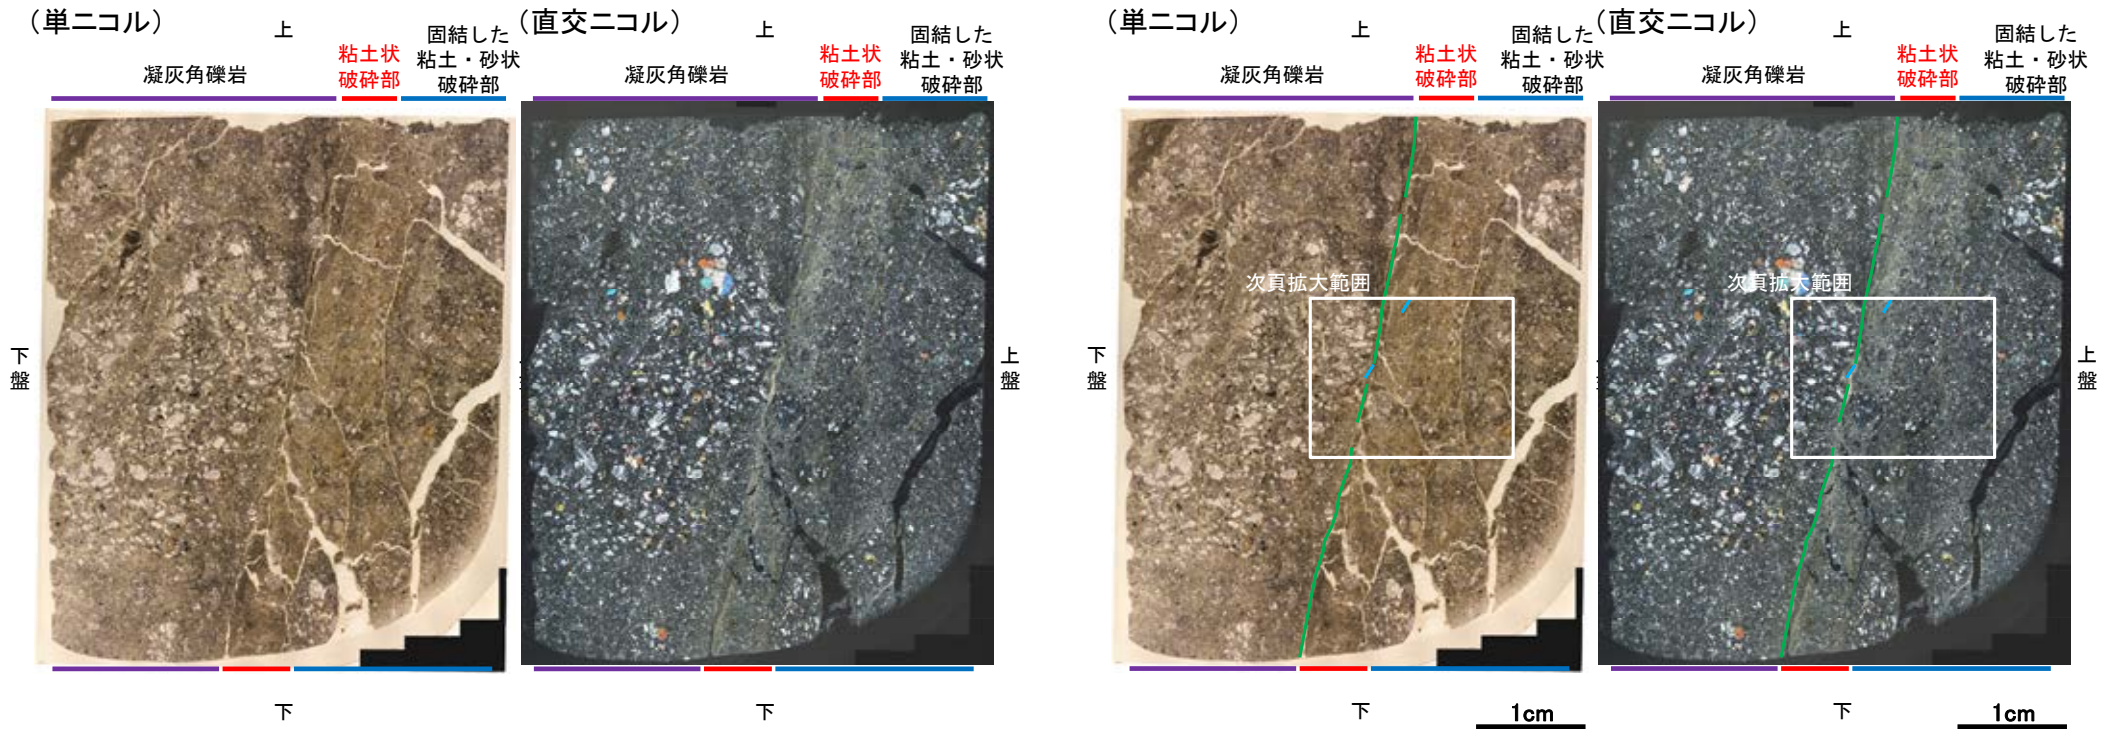 （単ニコル）
上
凝灰角礫岩
粘土状
破砕部
固結した
粘土・砂状
破砕部
下
盤
下
（直交ニコル）
上
凝灰角礫岩
粘土状
破砕部
固結した
粘土・砂状
破砕部
上
盤
下
（単ニコル）
上
凝灰角礫岩
粘土状
破砕部
固結した
粘土・砂状
破砕部
下
盤
次頁拡大範囲
下
1cm
（直交ニコル）
上
凝灰角礫岩
粘土状
破砕部
固結した
粘土・砂状
破砕部
次頁拡大範囲
上
盤
下
1cm